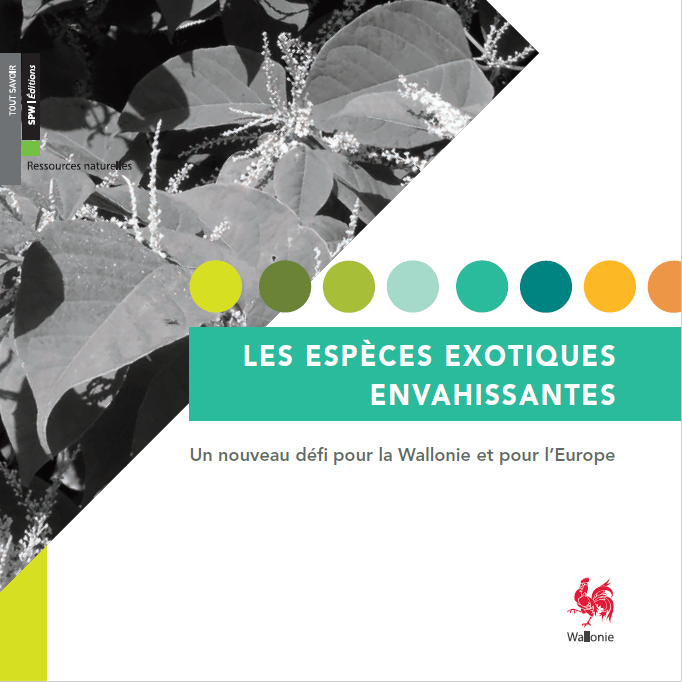 TOUT SAVOIR
SPW | Éditions
Ressources naturelles
LES ESPÈCES EXOTIQUES
ENVAHISSANTES
Un nouveau défi pour la Wallonie et pour l’Europe
Wallonie